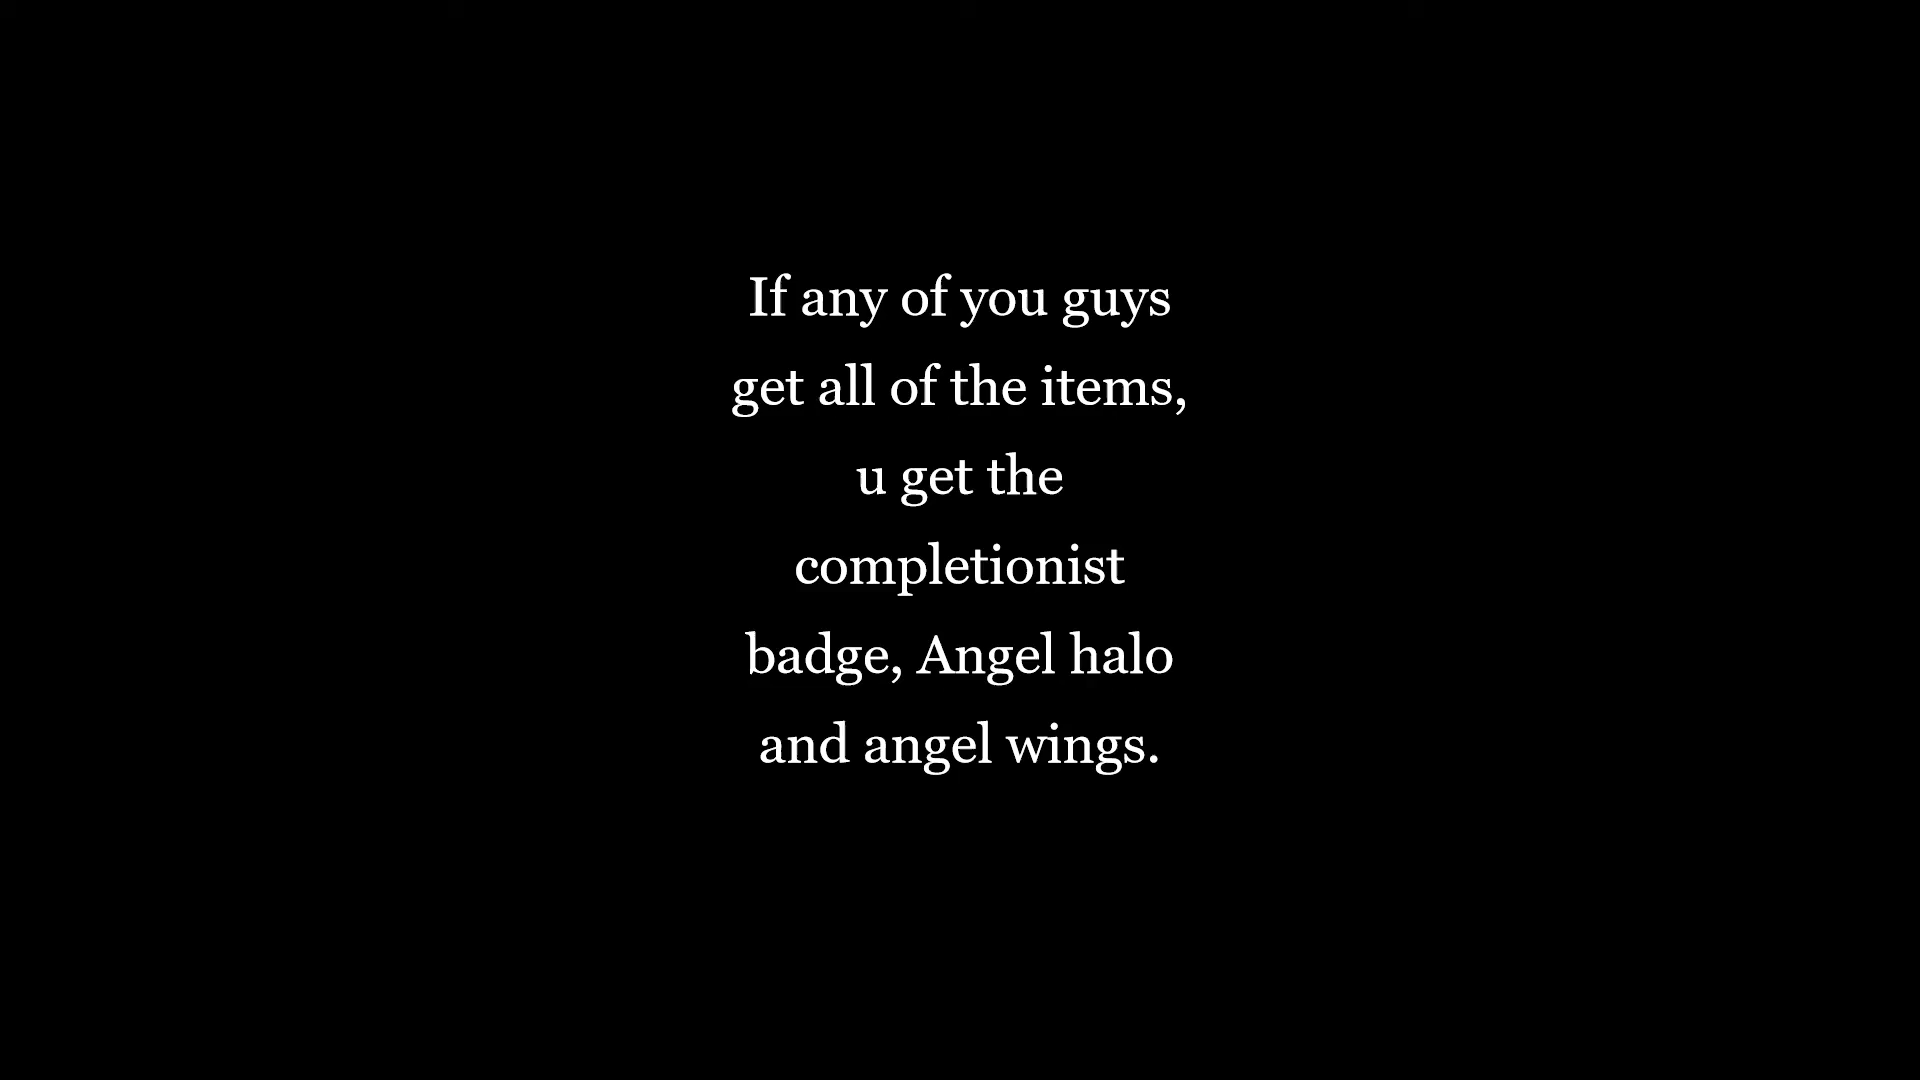 If any of you guys
get all of the items,
u get the
completionist
badge, Angel halo
and angel wings.